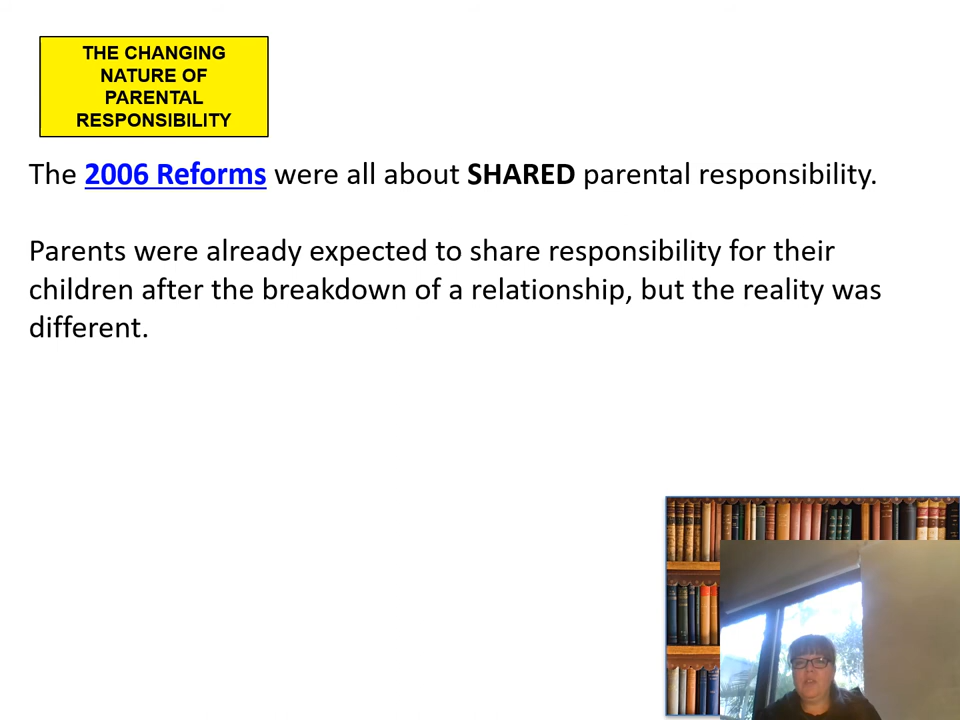 THE CHANGING
NATURE OF
PARENTAL
RESPONSIBILITY
The 2006 Reforms were all about SHARED parental responsibility.
Parents were already expected to share responsibility for their
children after the breakdown of a relationship, but the reality was
different.